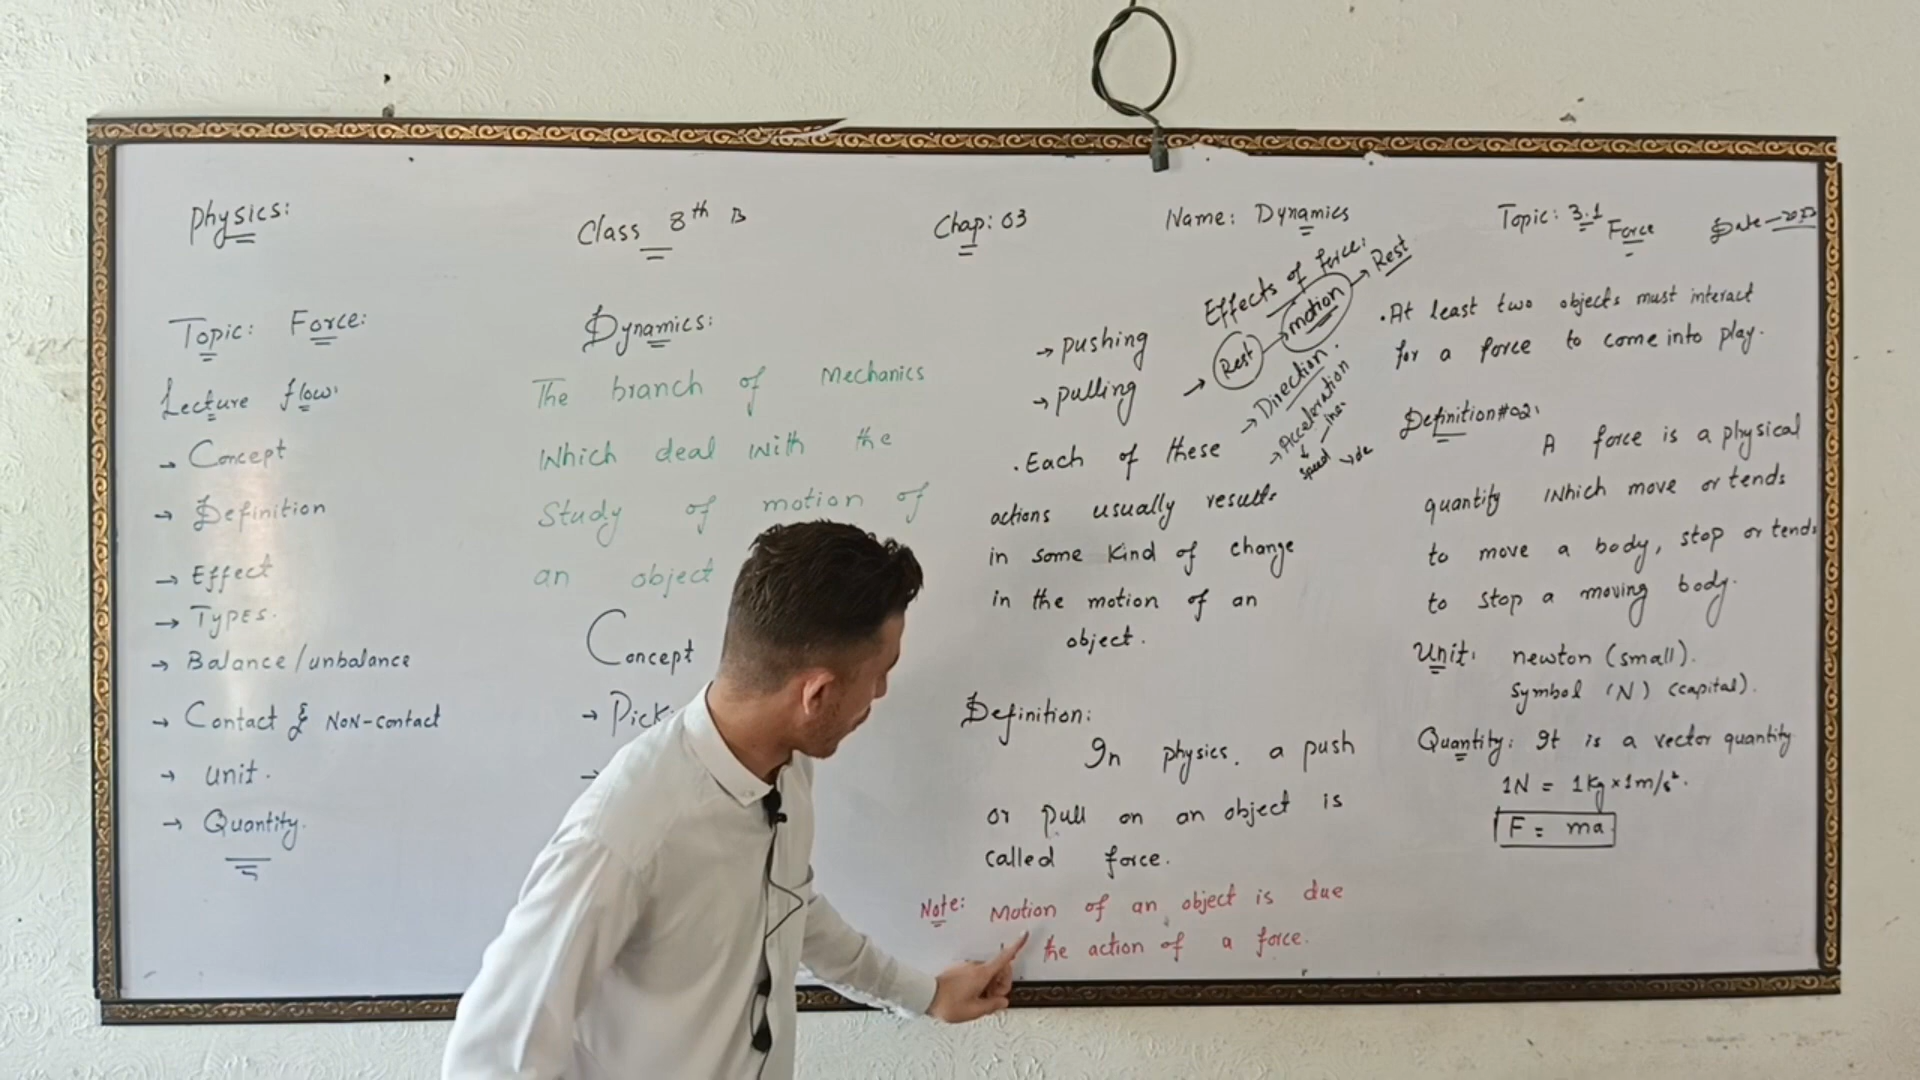 Physics:
Class 8th B
Chap: 03
Name: Dynamics
Topic: 3.1
Force
Date
Topic: Force:
Lecture flow:
→ Concept
→ Definition
→ Effect
→ Types.
→ Balance/unbalance
→ Contact & Non-contact
→ unit.
→ Quantity.
Dynamics:
The branch of Mechanics
Which deal with the
Study of motion of
an object
Concept
→ Pick
→
→ pushing
→ pulling
. Each of these
actions usually results
in some kind of change
in the motion of an
object.
Effects of force:
→ Rest → motion → Rest
→ Direction.
→ Acceleration
speed
inc.
de
Definition:
In physics, a push
or pull on an object is
called force.
Note: Motion of an object is due
the action of a force.
. At least two objects must interact
for a force to come into play.
Definition#02:
A force is a physical
quantity which move or tends
to move a body, stop or tends
to stop a moving body.
Unit: newton (small).
Symbol (N) (capital).
Quantity: It is a vector quantity
1N = 1kg×1m/s².
F = ma